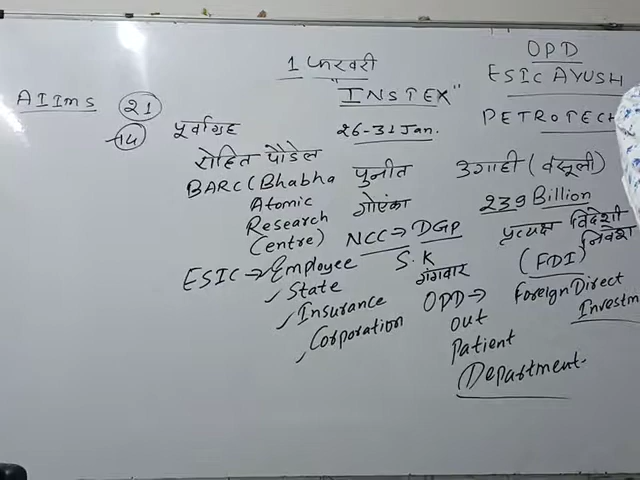 1 फरवरी
OPD
ESIC AYUSH
PETROTECH
"INSTEX"
26-31 Jan.
AIIms 21
14
पूर्वाग्रह
रोहित पौडेल
BARC (Bhabha
Atomic
Research
Centre)
ESIC → Employee
State
Insurance
Corporation
पुनीत
गोएंका
NCC → DGP
S.K
गंगवार
OPD →
out
Patient
Department.
उगाही (वसूली)
239 Billion
प्रत्यक्ष विदेशी
निवेश
(FDI)
Foreign Direct
Investm